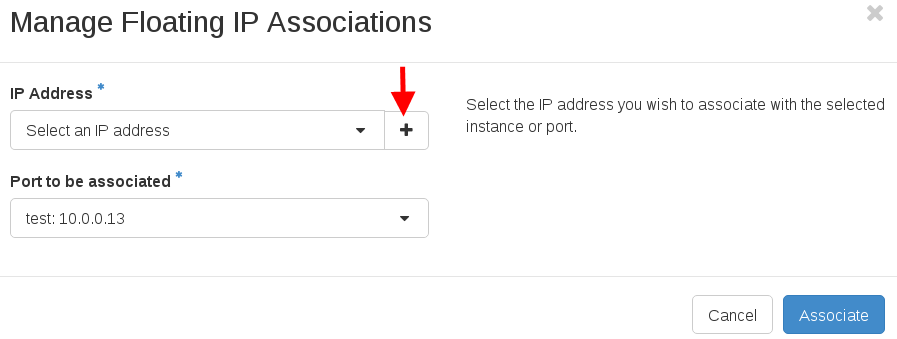 Manage Floating IP Associations
IP Address *
Select an IP address
Select the IP address you wish to associate with the selected
instance or port.
Port to be associated *
test: 10.0.0.13
Cancel
Associate